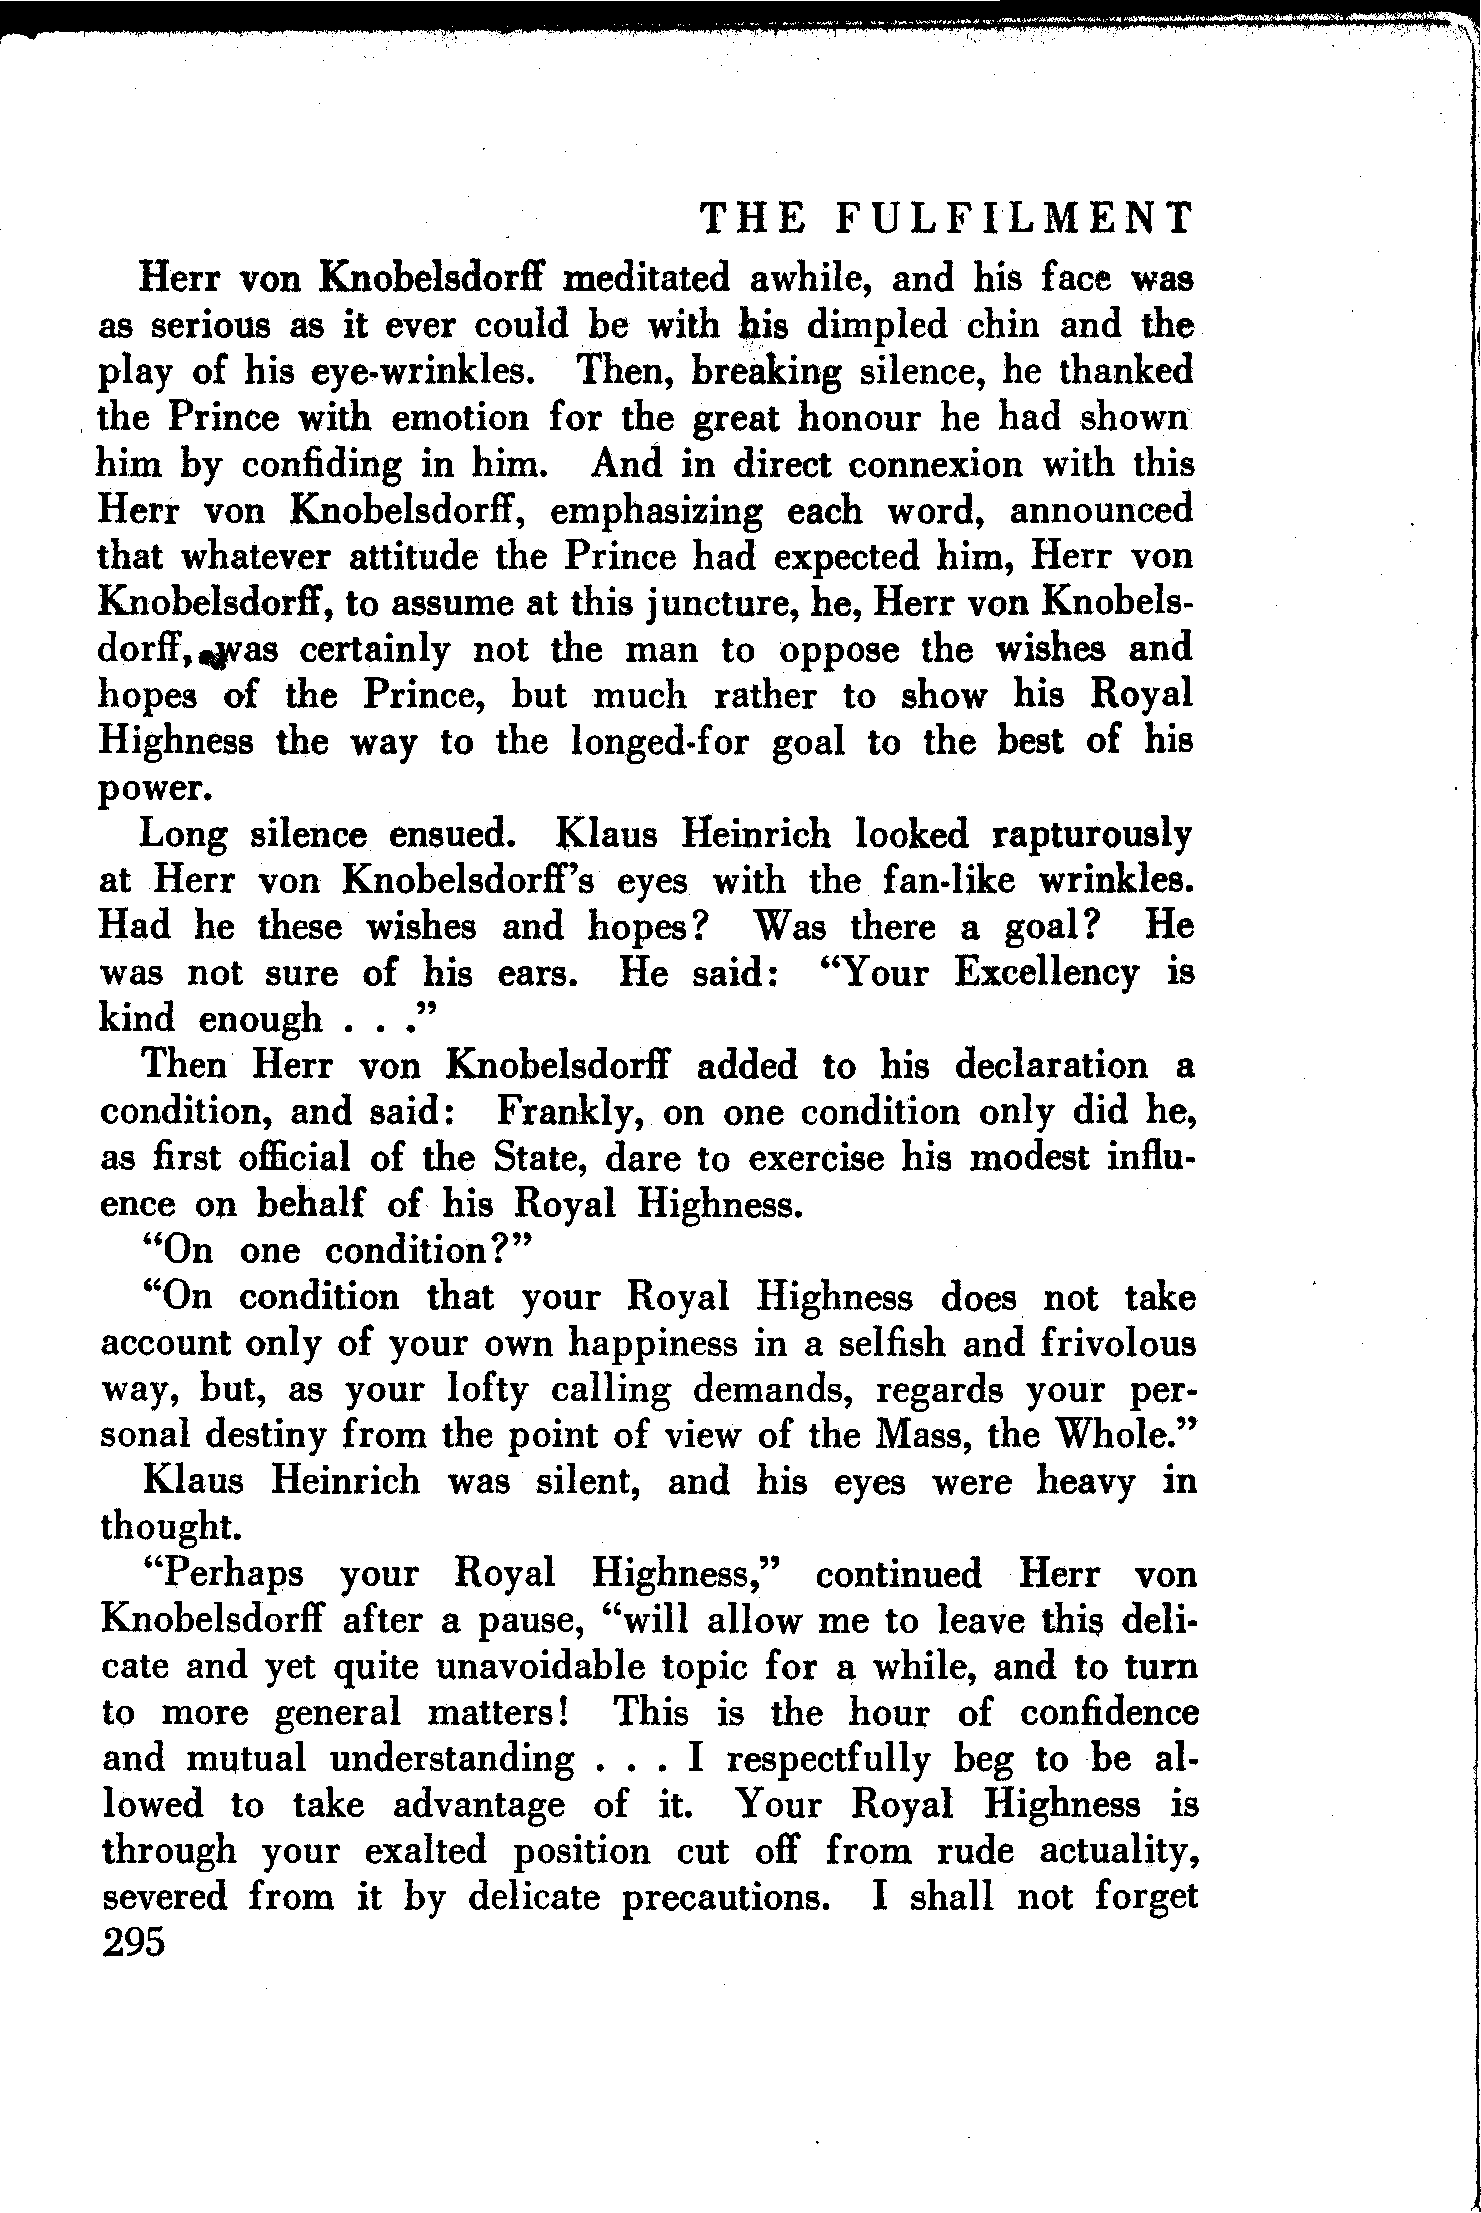 THE FULFILMENT
Herr von Knobelsdorff meditated awhile, and his face was
as serious as it ever could be with his dimpled chin and the
play of his eye-wrinkles. Then, breaking silence, he thanked
the Prince with emotion for the great honour he had shown
him by confiding in him. And in direct connexion with this
Herr von Knobelsdorff, emphasizing each word, announced
that whatever attitude the Prince had expected him, Herr von
Knobelsdorff, to assume at this juncture, he, Herr von Knobels-
dorff, was certainly not the man to oppose the wishes and
hopes of the Prince, but much rather to show his Royal
Highness the way to the longed-for goal to the best of his
power.
Long silence ensued. Klaus Heinrich looked rapturously
at Herr von Knobelsdorff's eyes with the fan-like wrinkles.
Had he these wishes and hopes? Was there a goal? He
was not sure of his ears. He said: "Your Excellency is
kind enough . . ."
Then Herr von Knobelsdorff added to his declaration a
condition, and said: Frankly, on one condition only did he,
as first official of the State, dare to exercise his modest influ-
ence on behalf of his Royal Highness.
"On one condition?"
"On condition that your Royal Highness does not take
account only of your own happiness in a selfish and frivolous
way, but, as your lofty calling demands, regards your per-
sonal destiny from the point of view of the Mass, the Whole."
Klaus Heinrich was silent, and his eyes were heavy in
thought.
"Perhaps your Royal Highness," continued Herr von
Knobelsdorff after a pause, "will allow me to leave this deli-
cate and yet quite unavoidable topic for a while, and to turn
to more general matters! This is the hour of confidence
and mutual understanding . . . I respectfully beg to be al-
lowed to take advantage of it. Your Royal Highness is
through your exalted position cut off from rude actuality,
severed from it by delicate precautions. I shall not forget
295